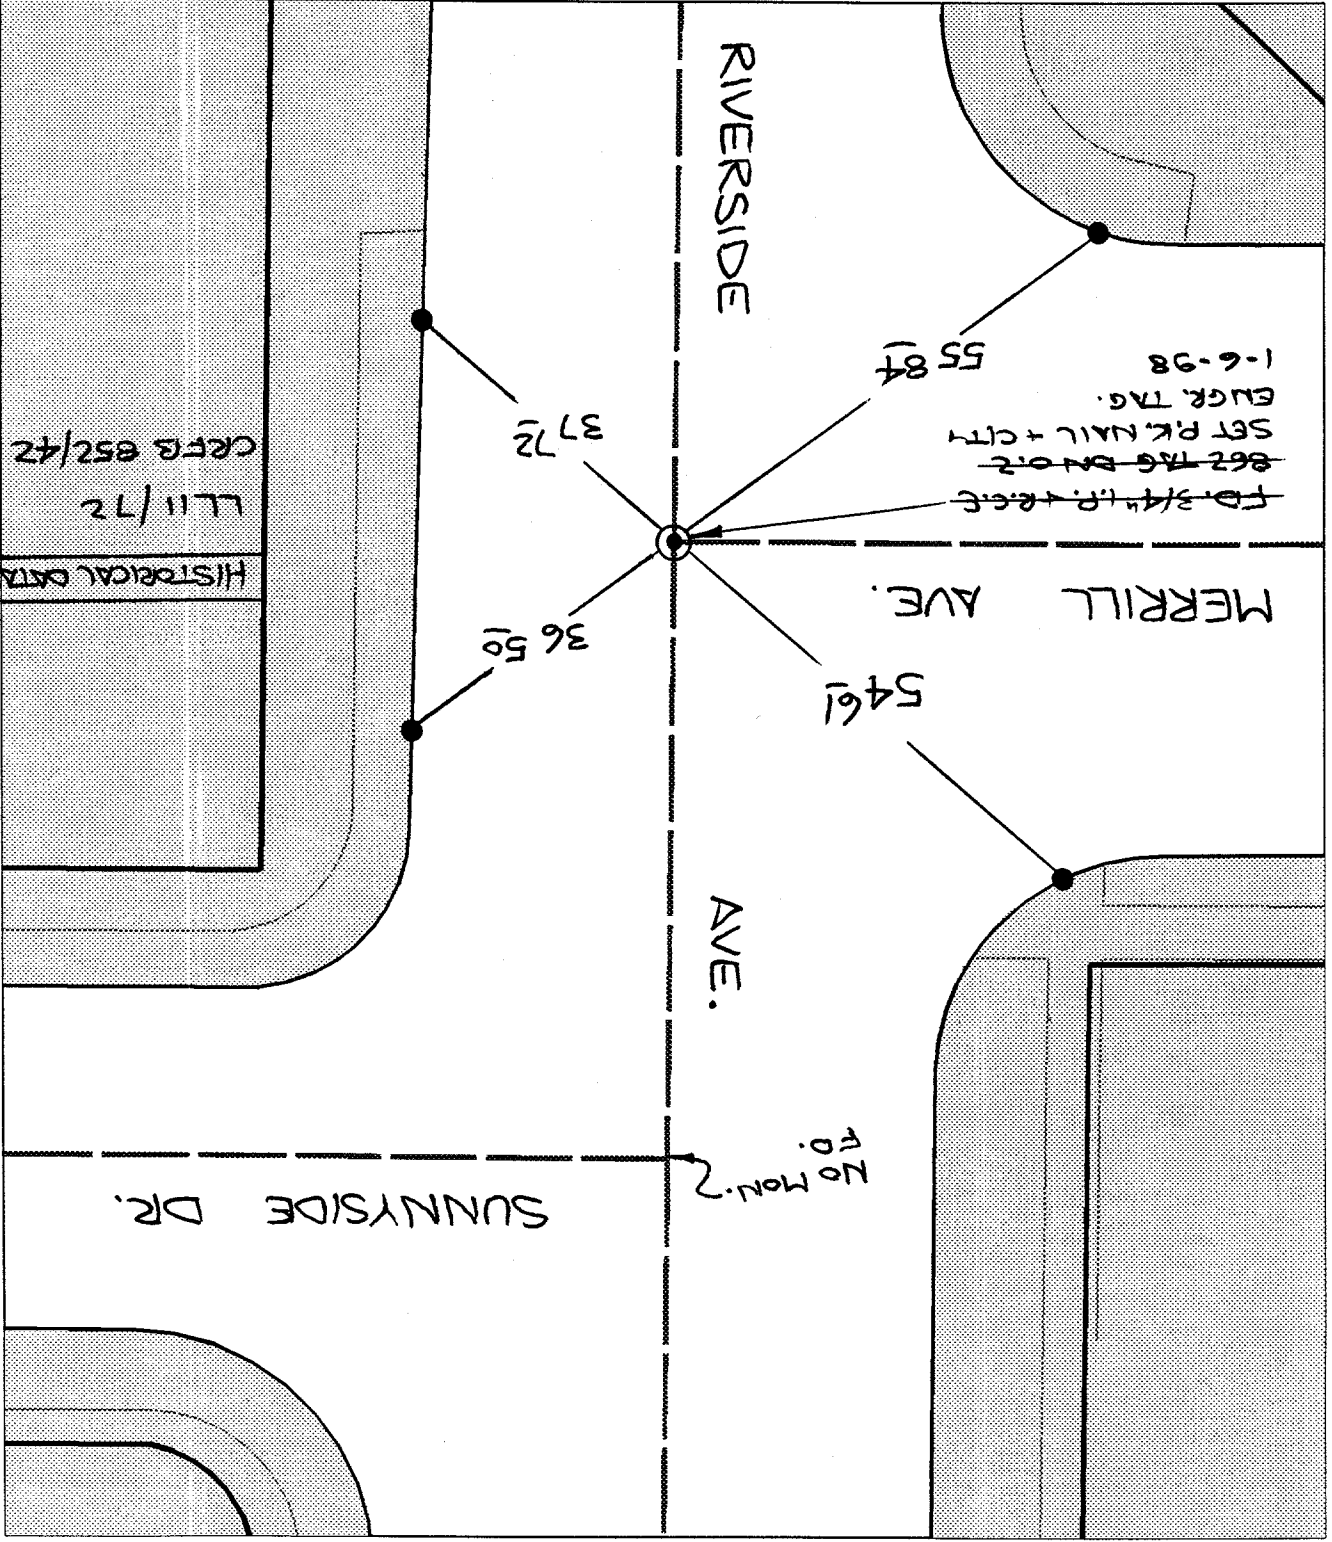 NO MON.
FD.
SUNNYSIDE DR.
AVE.
54 61
36 50
MERRILL AVE.
HISTORICAL DATA
LL 11/72
CRFB 852/42
FD. 3/4" I.P. + R.C.E
862 TAG DN 0.2
SET P.K. NAIL + CITY
ENGR. TAG.
1-6-98
37 72
55 84
RIVERSIDE